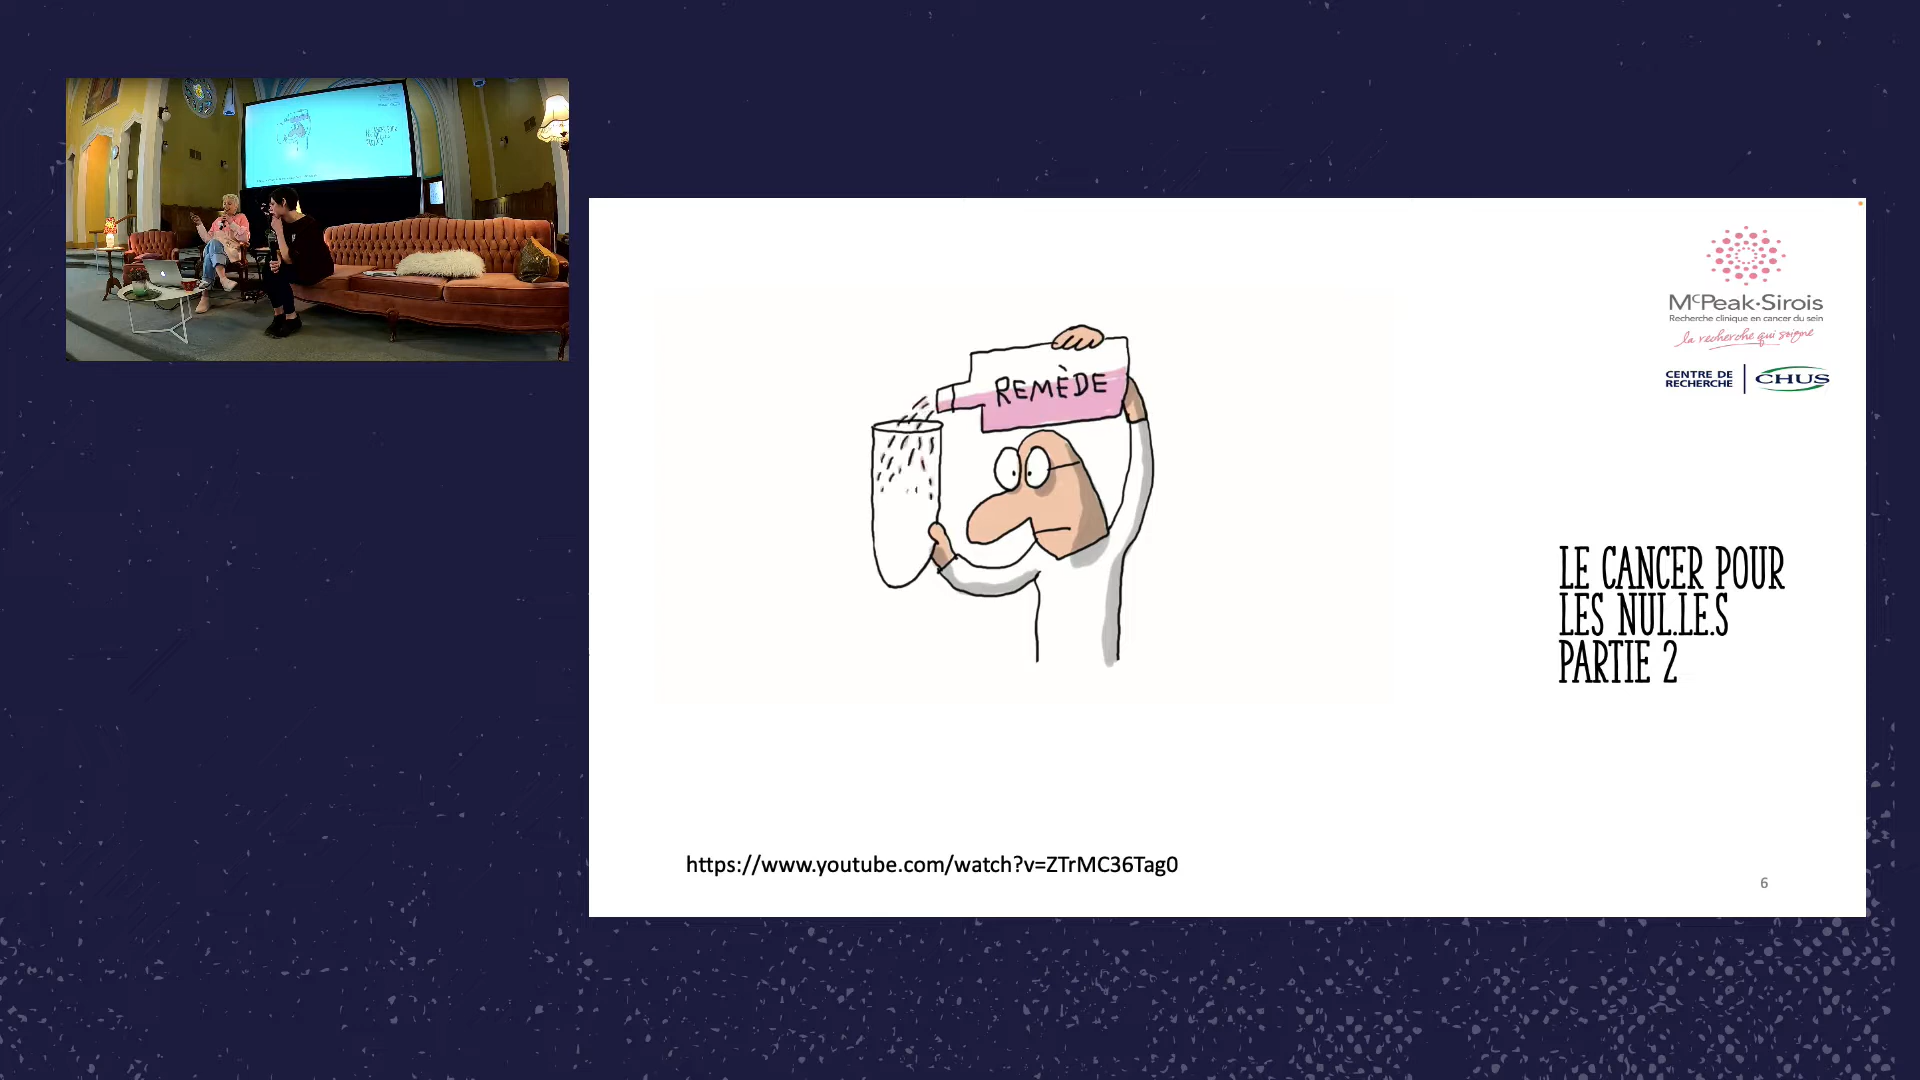 McPeak·Sirois
Recherche clinique en cancer du sein
la recherche qui soigne
CENTRE DE
RECHERCHE
CHUS
REMÈDE
LE CANCER POUR
LES NUL.LE.S
PARTIE 2
https://www.youtube.com/watch?v=ZTrMC36Tag0
6